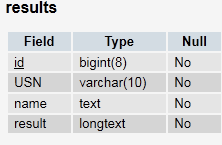 results
Field Type Null
id bigint(8) No
USN varchar(10) No
name text No
result longtext No